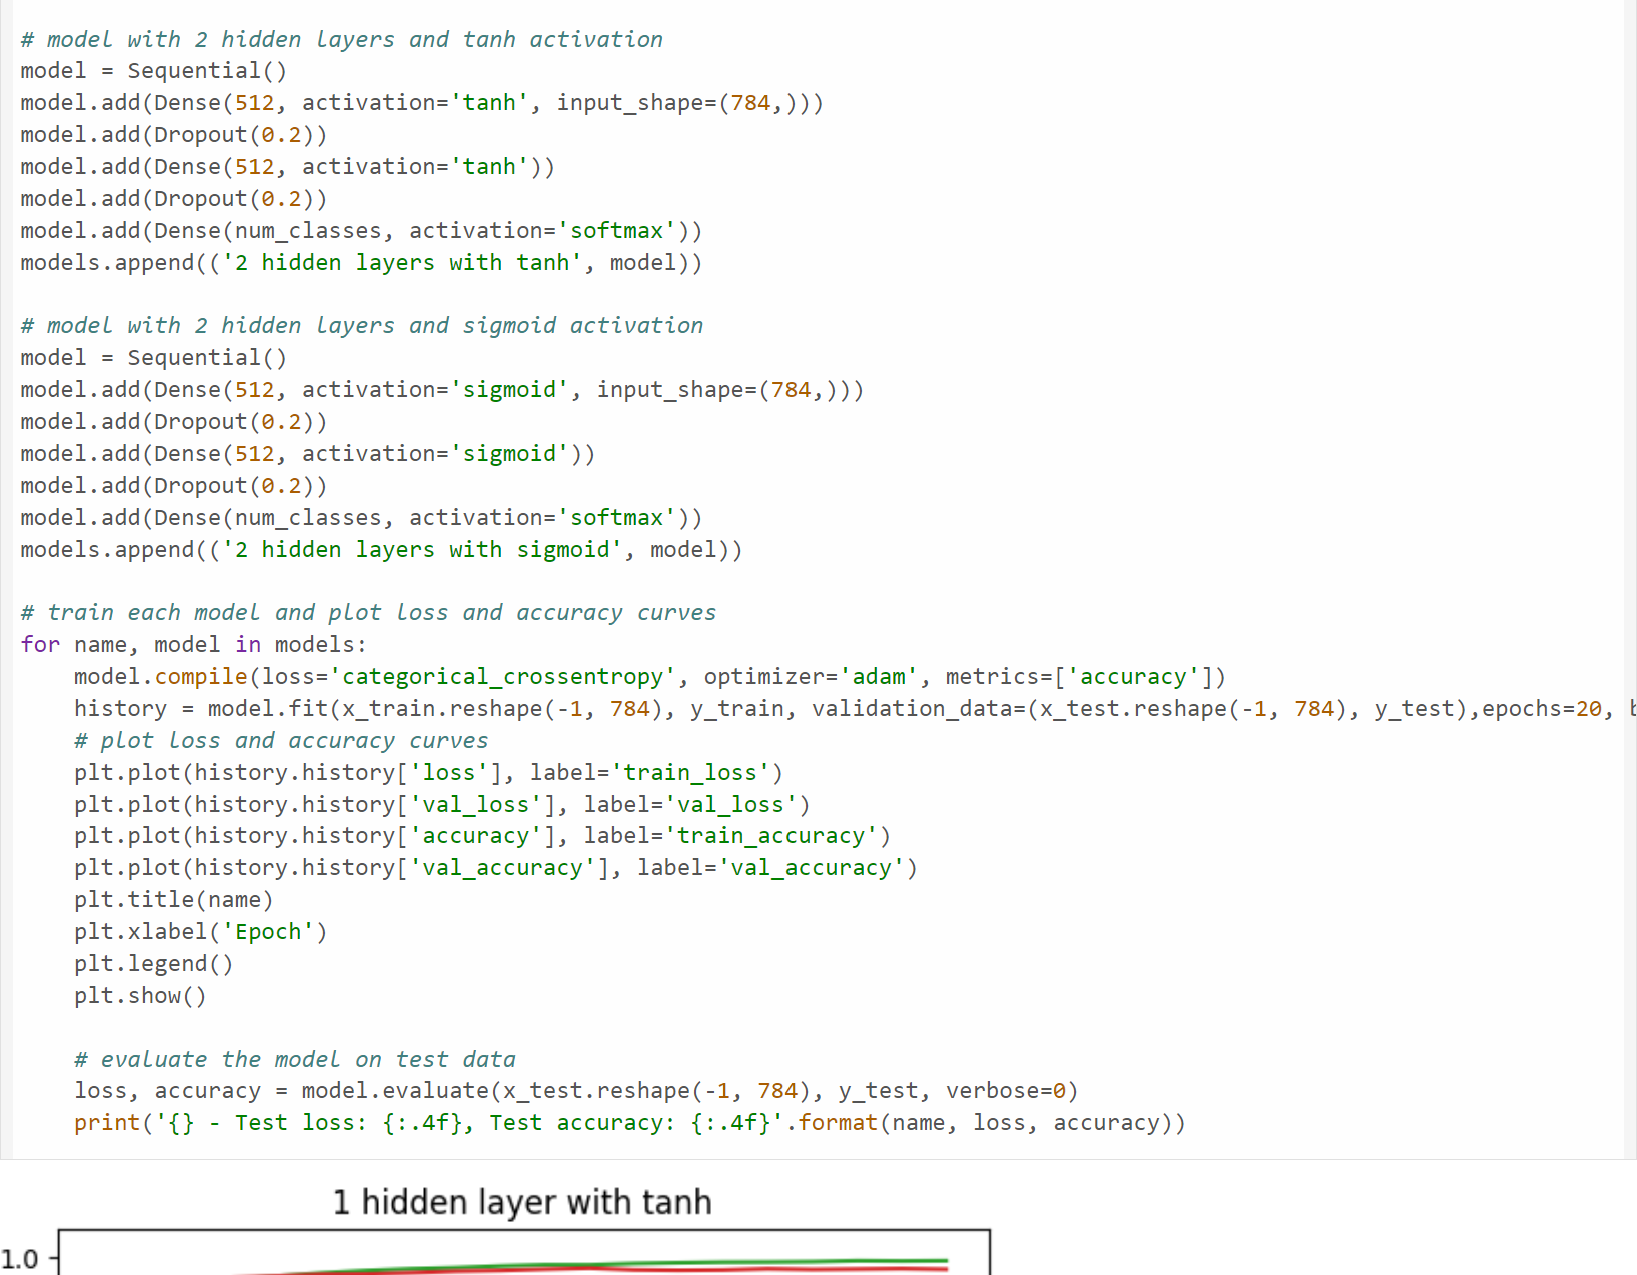 # model with 2 hidden layers and tanh activation
model = Sequential()
model.add(Dense(512, activation='tanh', input_shape=(784,)))
model.add(Dropout(0.2))
model.add(Dense(512, activation='tanh'))
model.add(Dropout(0.2))
model.add(Dense(num_classes, activation='softmax'))
models.append(('2 hidden layers with tanh', model))

# model with 2 hidden layers and sigmoid activation
model = Sequential()
model.add(Dense(512, activation='sigmoid', input_shape=(784,)))
model.add(Dropout(0.2))
model.add(Dense(512, activation='sigmoid'))
model.add(Dropout(0.2))
model.add(Dense(num_classes, activation='softmax'))
models.append(('2 hidden layers with sigmoid', model))

# train each model and plot loss and accuracy curves
for name, model in models:
    model.compile(loss='categorical_crossentropy', optimizer='adam', metrics=['accuracy'])
    history = model.fit(x_train.reshape(-1, 784), y_train, validation_data=(x_test.reshape(-1, 784), y_test),epochs=20,
    # plot loss and accuracy curves
    plt.plot(history.history['loss'], label='train_loss')
    plt.plot(history.history['val_loss'], label='val_loss')
    plt.plot(history.history['accuracy'], label='train_accuracy')
    plt.plot(history.history['val_accuracy'], label='val_accuracy')
    plt.title(name)
    plt.xlabel('Epoch')
    plt.legend()
    plt.show()

    # evaluate the model on test data
    loss, accuracy = model.evaluate(x_test.reshape(-1, 784), y_test, verbose=0)
    print('{} - Test loss: {:.4f}, Test accuracy: {:.4f}'.format(name, loss, accuracy))
1 hidden layer with tanh
1.0